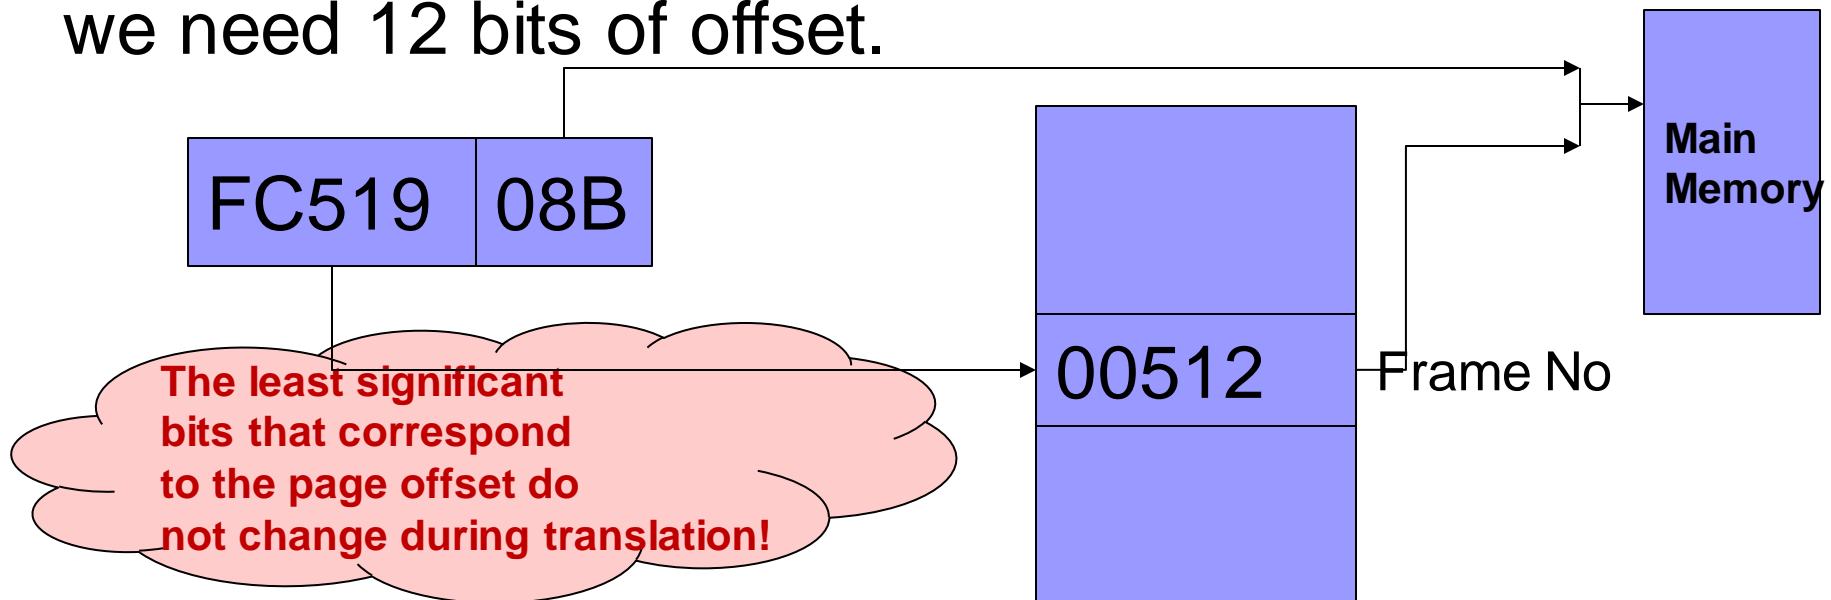 we need 12 bits of offset.
FC519 08B
Main
Memory
00512
Frame No
The least significant
bits that correspond
to the page offset do
not change during translation!